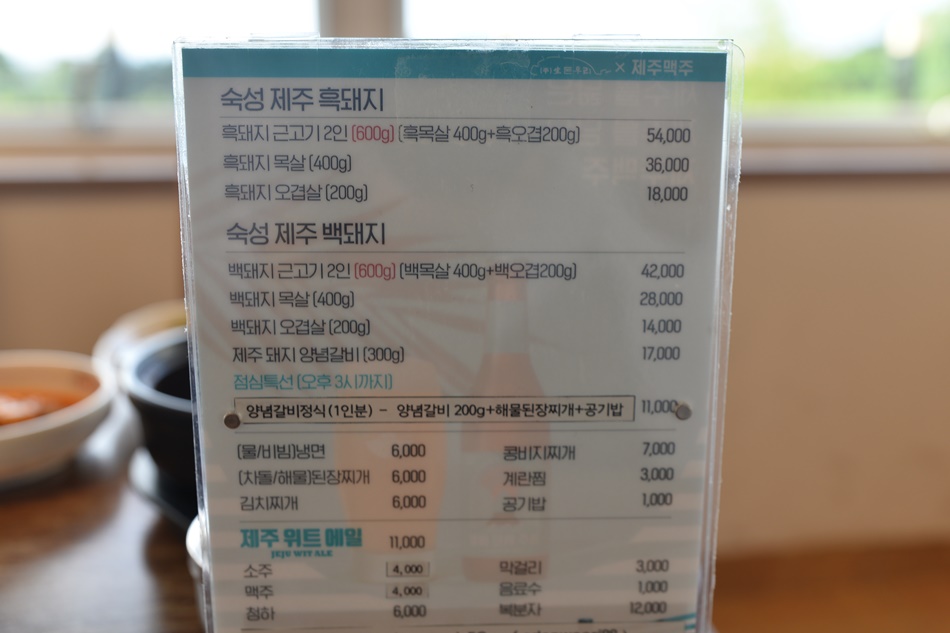 × 제주맥주
숙성 제주 흑돼지
흑돼지 근고기 2인 (600g) (흑목살 400g+흑오겹200g) 54,000
흑돼지 목살 (400g) 36,000
흑돼지 오겹살 (200g) 18,000
숙성 제주 백돼지
백돼지 근고기 2인 (600g) (백목살 400g+백오겹200g) 42,000
백돼지 목살 (400g) 28,000
백돼지 오겹살 (200g) 14,000
제주 돼지 양념갈비 (300g) 17,000
점심특선 (오후 3시까지)
양념갈비정식(1인분) - 양념갈비 200g+해물된장찌개+공기밥 11,000
(물/비빔)냉면 6,000 콩비지찌개 7,000
(차돌/해물)된장찌개 6,000 계란찜 3,000
김치찌개 6,000 공기밥 1,000
제주 위트 에일 11,000
JEJU WIT ALE
소주 4,000 막걸리 3,000
맥주 4,000 음료수 1,000
청하 6,000 복분자 12,000